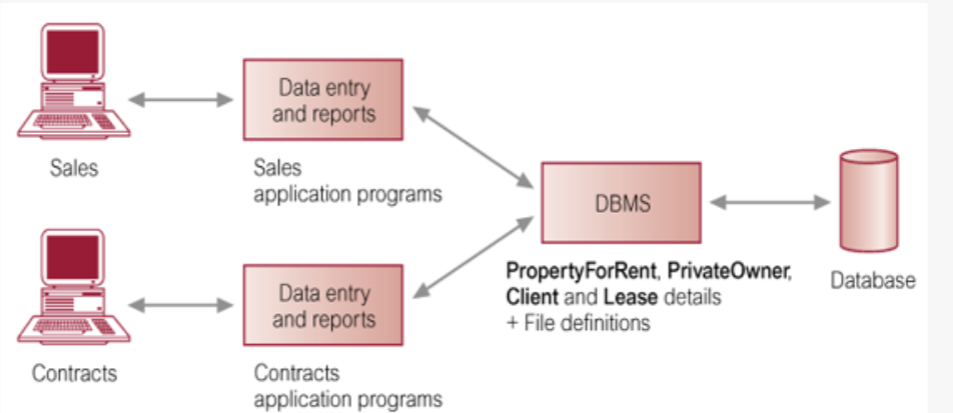 Data entry
and reports
Sales
Sales
application programs
DBMS
PropertyForRent, PrivateOwner,
Client and Lease details
+ File definitions
Database
Data entry
and reports
Contracts
Contracts
application programs